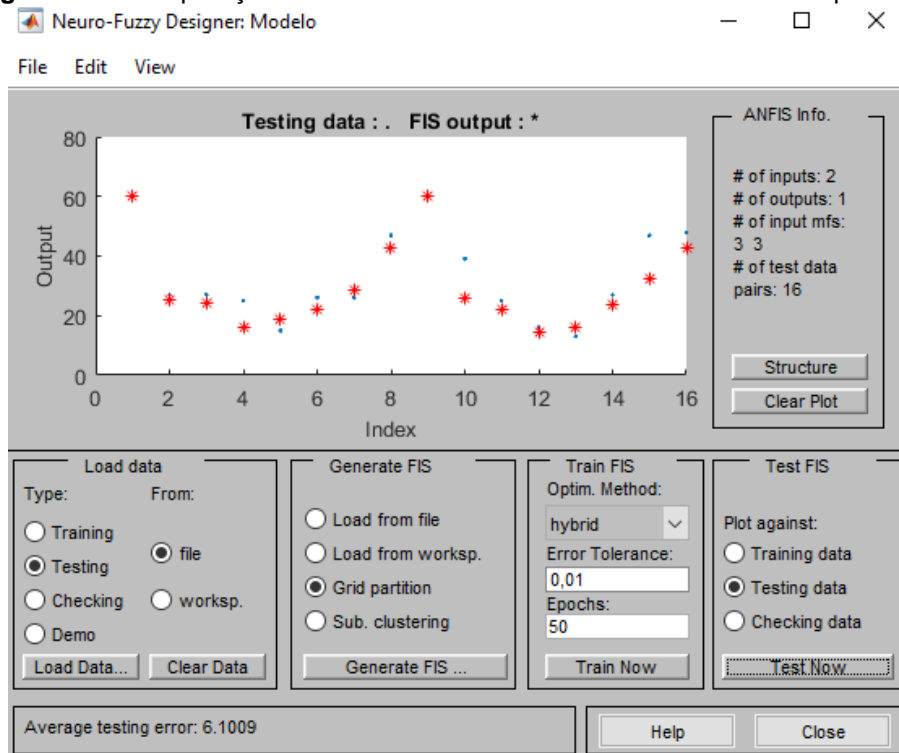 Neuro-Fuzzy Designer: Modelo
File Edit View
Testing data : . FIS output : *
80
60
40
20
0
Output
0 2 4 6 8 10 12 14 16
Index
ANFIS Info.
# of inputs: 2
# of outputs: 1
# of input mfs:
3 3
# of test data
pairs: 16
Structure
Clear Plot
Load data
Type: From:
Training
Testing
Checking
Demo
file
worksp.
Load Data... Clear Data
Generate FIS
Load from file
Load from worksp.
Grid partition
Sub. clustering
Generate FIS ...
Train FIS
Optim. Method:
hybrid
Error Tolerance:
0,01
Epochs:
50
Train Now
Test FIS
Plot against:
Training data
Testing data
Checking data
Test Now
Average testing error: 6.1009
Help Close